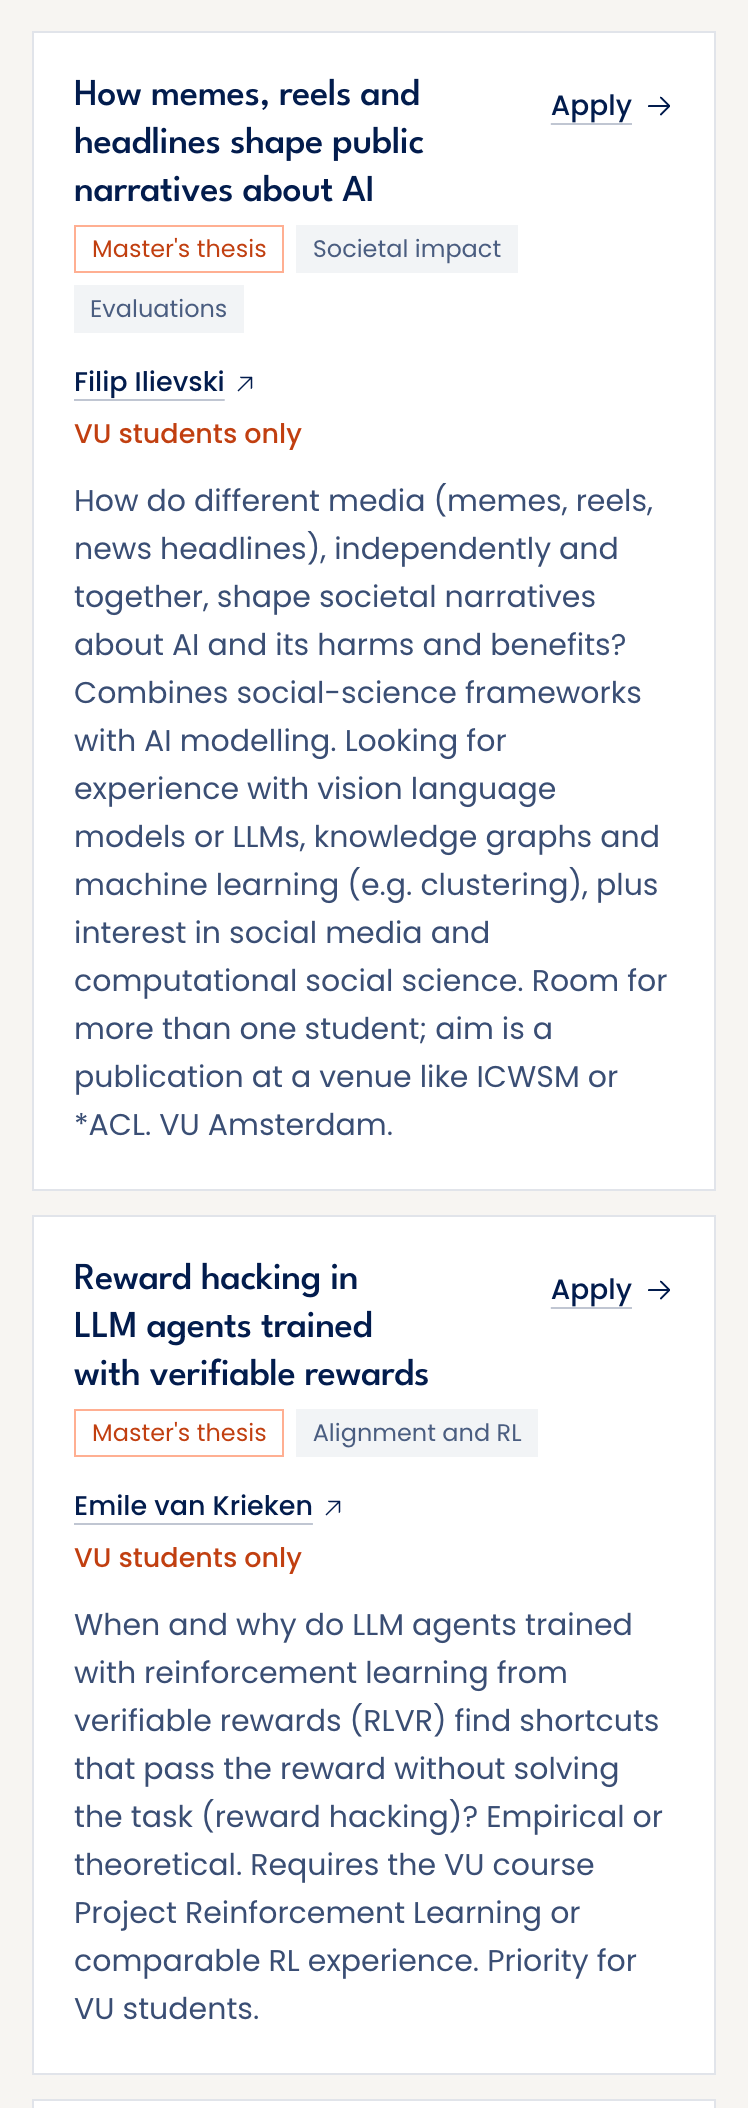 How memes, reels and
headlines shape public
narratives about AI
Apply →
Master's thesis
Societal impact
Evaluations
Filip Ilievski ↗
VU students only
How do different media (memes, reels,
news headlines), independently and
together, shape societal narratives
about AI and its harms and benefits?
Combines social-science frameworks
with AI modelling. Looking for
experience with vision language
models or LLMs, knowledge graphs and
machine learning (e.g. clustering), plus
interest in social media and
computational social science. Room for
more than one student; aim is a
publication at a venue like ICWSM or
*ACL. VU Amsterdam.
Reward hacking in
LLM agents trained
with verifiable rewards
Apply →
Master's thesis
Alignment and RL
Emile van Krieken ↗
VU students only
When and why do LLM agents trained
with reinforcement learning from
verifiable rewards (RLVR) find shortcuts
that pass the reward without solving
the task (reward hacking)? Empirical or
theoretical. Requires the VU course
Project Reinforcement Learning or
comparable RL experience. Priority for
VU students.